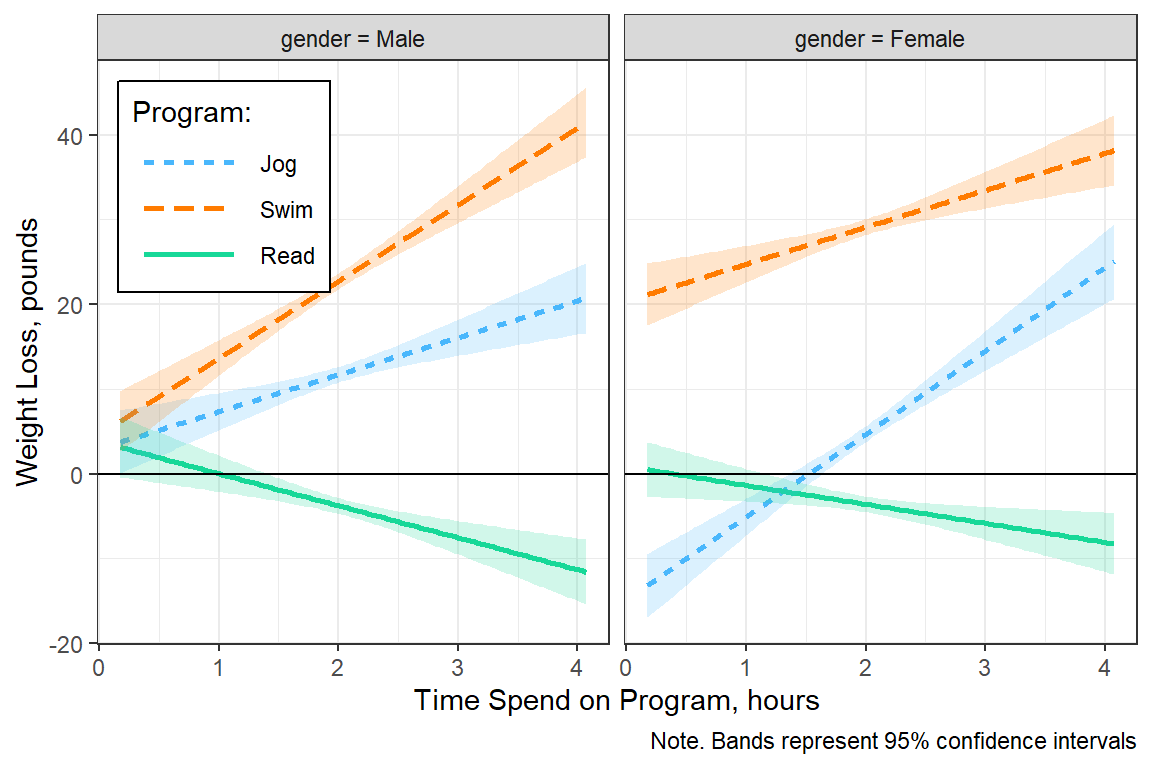 gender = Male
gender = Female
Program:
Jog
Swim
Read
Weight Loss, pounds
40
20
0
-20
0 1 2 3 4
0 1 2 3 4
Time Spend on Program, hours
Note. Bands represent 95% confidence intervals